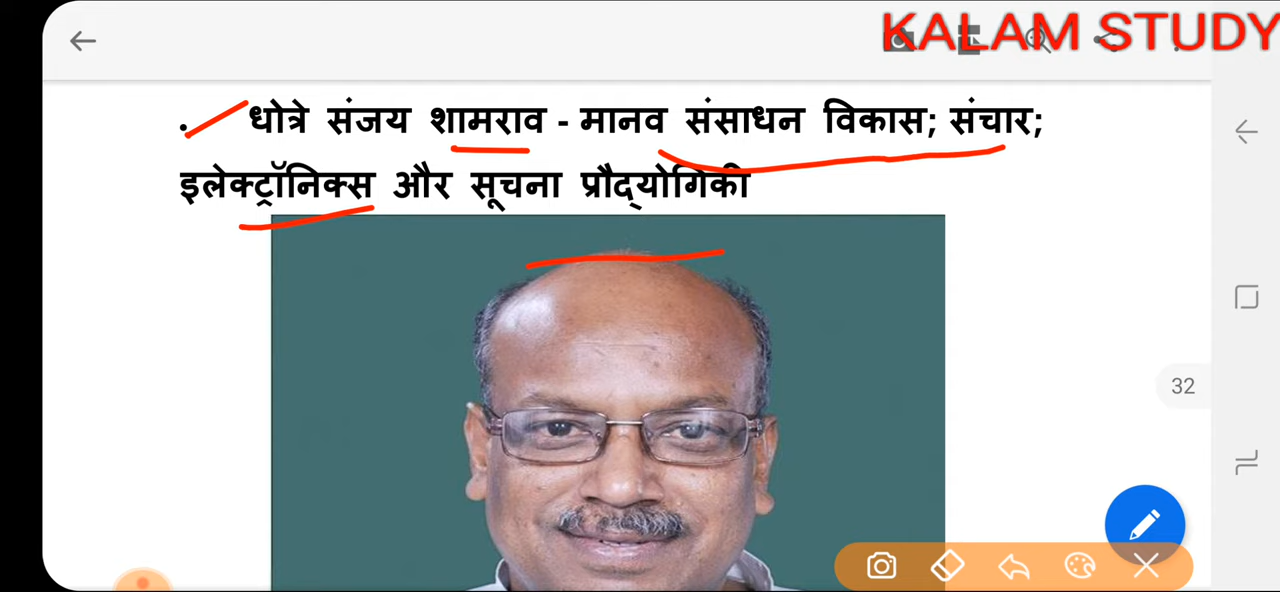 KALAM STUDY
. धोत्रे संजय शामराव - मानव संसाधन विकास; संचार;
इलेक्ट्रॉनिक्स और सूचना प्रौद्योगिकी
32